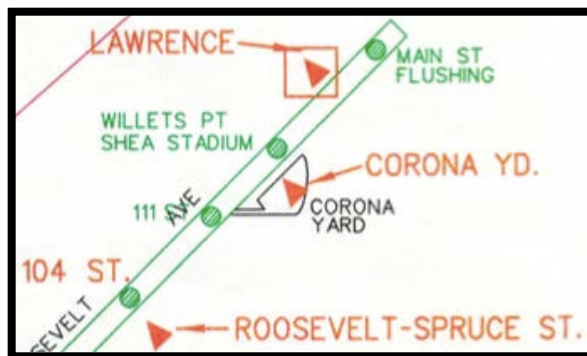 LAWRENCE
MAIN ST
FLUSHING
WILLETS PT
SHEA STADIUM
CORONA YD.
111 S
AVE
CORONA
YARD
104 ST.
SEVELT
ROOSEVELT-SPRUCE ST.